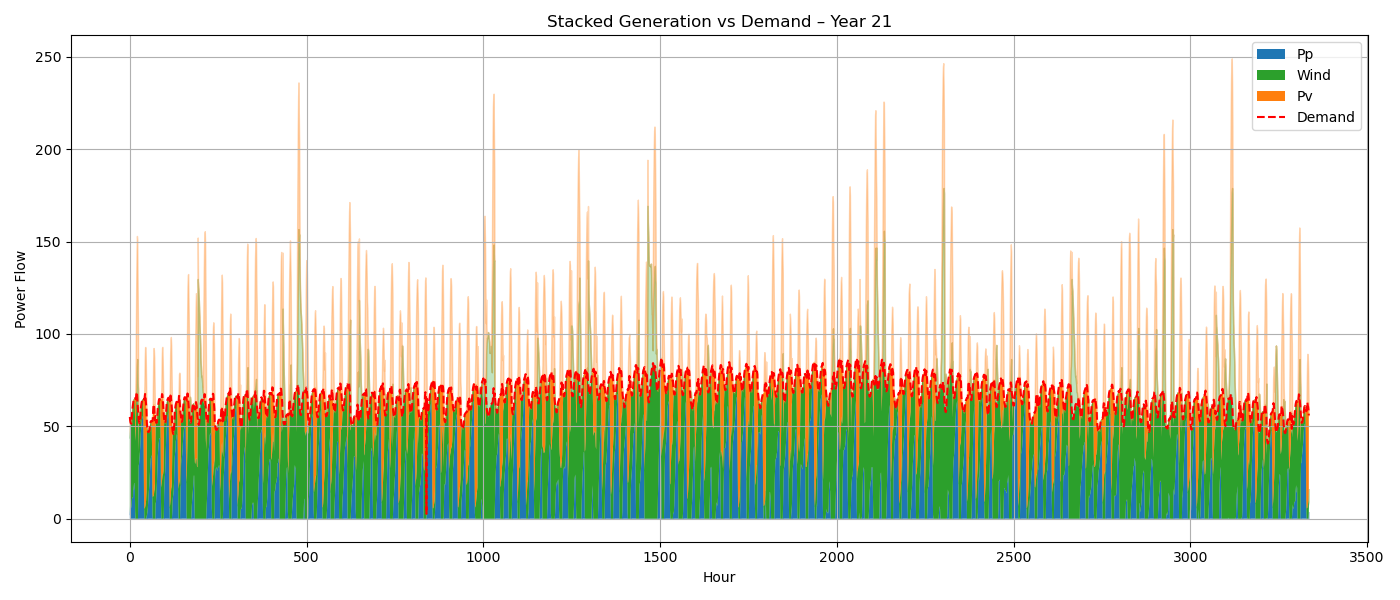 Stacked Generation vs Demand – Year 21
Power Flow
250
200
150
100
50
0
0 500 1000 1500 2000 2500 3000 3500
Hour
Pp
Wind
Pv
Demand